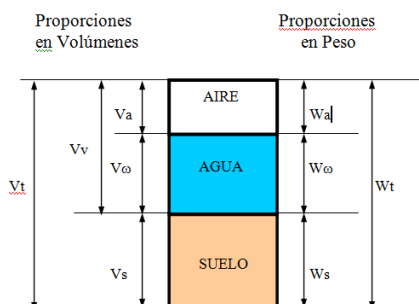 Proporciones
en Volúmenes
Proporciones
en Peso
AIRE
Va
Wa
Vv
Vω
AGUA
Wω
Vt
Wt
Vs
SUELO
Ws